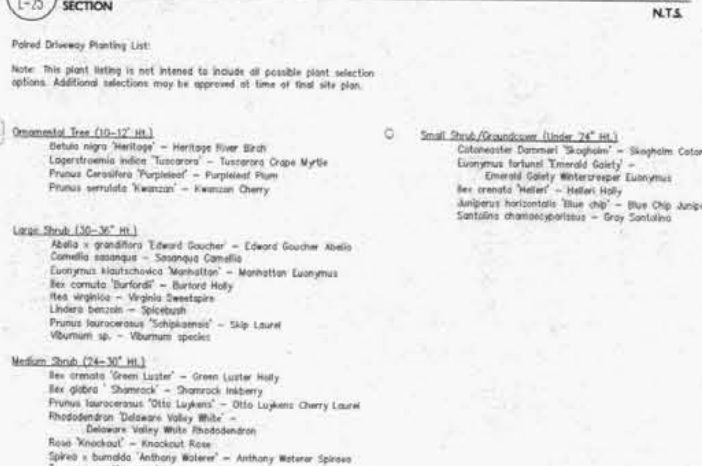 L-25
SECTION
N.T.S.
Paired Driveway Planting List:
Note: This plant listing is not intened to include all possible plant selection
options. Additional selections may be approved at time of final site plan.
Ornamental Tree (10-12' Ht.)
Betula nigra 'Heritage' - Heritage River Birch
Lagerstroemia indica 'Tuscarora' - Tuscarora Crape Myrtle
Prunus Cerasifera 'Purpleleaf' - Purpleleaf Plum
Prunus serrulata 'Kwanzan' - Kwanzan Cherry
Large Shrub (30-36" Ht.)
Abelia x grandiflora 'Edward Goucher' - Edward Goucher Abelia
Camellia sasanqua - Sasanqua Camellia
Euonymus kiautschovica 'Manhattan' - Manhattan Euonymus
Ilex cornuta 'Burfordi' - Burford Holly
Itea virginica - Virginia Sweetspire
Lindera benzoin - Spicebush
Prunus laurocerasus 'Schipkaensis' - Skip Laurel
Viburnum sp. - Viburnum species
Medium Shrub (24-30" Ht.)
Ilex crenata 'Green Luster' - Green Luster Holly
Ilex glabra ' Shamrock' - Shamrock Inkberry
Prunus laurocerasus 'Otto Luykens' - Otto Luykens Cherry Laurel
Rhododendron 'Delaware Valley White' -
Delaware Valley White Rhododendron
Rosa 'Knockout' - Knockout Rose
Spirea x bumalda 'Anthony Waterer' - Anthony Waterer Spiraea
Small Shrub/Groundcover (Under 24" Ht.)
Cotoneaster Dammeri 'Skogholm' - Skogholm Coton
Euonymus fortunei 'Emerald Gaiety' -
Emerald Gaiety Wintercreeper Euonymus
Ilex crenata 'Helleri' - Helleri Holly
Juniperus horizontalis 'Blue chip' - Blue Chip Junipe
Santolina chamaecyparissus - Gray Santolina